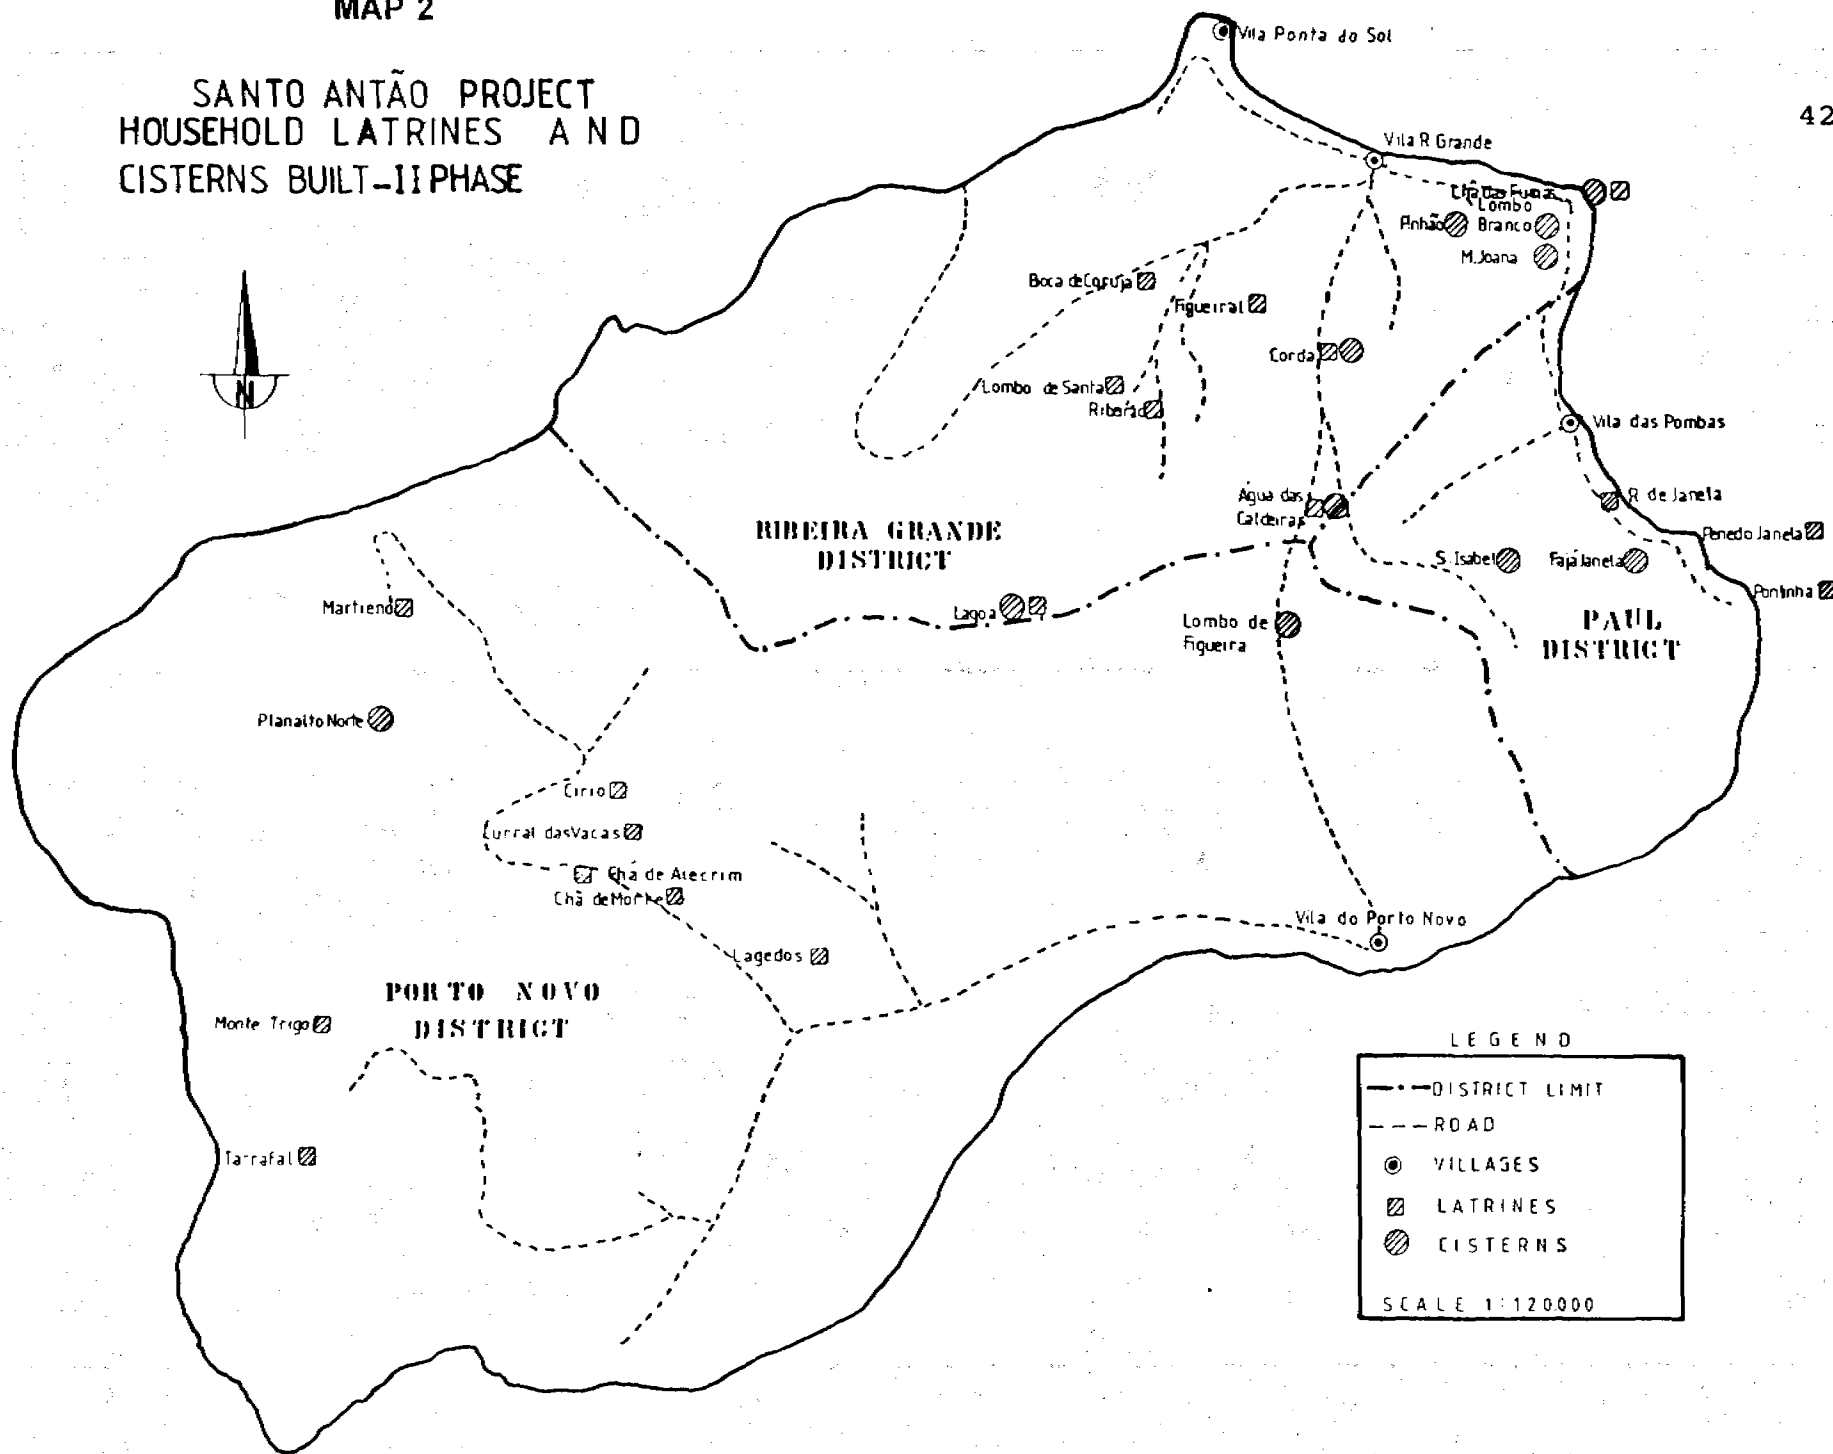 MAP 2
SANTO ANTÃO PROJECT
HOUSEHOLD LATRINES AND
CISTERNS BUILT-II PHASE
42
N
Vila Ponta do Sol
Vila R Grande
Lombo
Pinhão
Branco
M.Joana
Boca de Coruja
Figueiral
Corda
Lombo de Santa
Ribeirão
Vila das Pombas
Água das
Caldeiras
R de Janela
Penedo Janela
S. Isabel
Fajã Janela
Pontinha
RIBEIRA GRANDE
DISTRICT
Lagoa
Lombo de
Figueira
PAUL
DISTRICT
Martiend
Planalto Norte
Cirio
Curral das Vacas
Chã de Alecrim
Chã de Morte
Lagedos
Vila do Porto Novo
PORTO NOVO
DISTRICT
Monte Trigo
Tarrafal
LEGEND
DISTRICT LIMIT
ROAD
VILLAGES
LATRINES
CISTERNS
SCALE 1:120.000